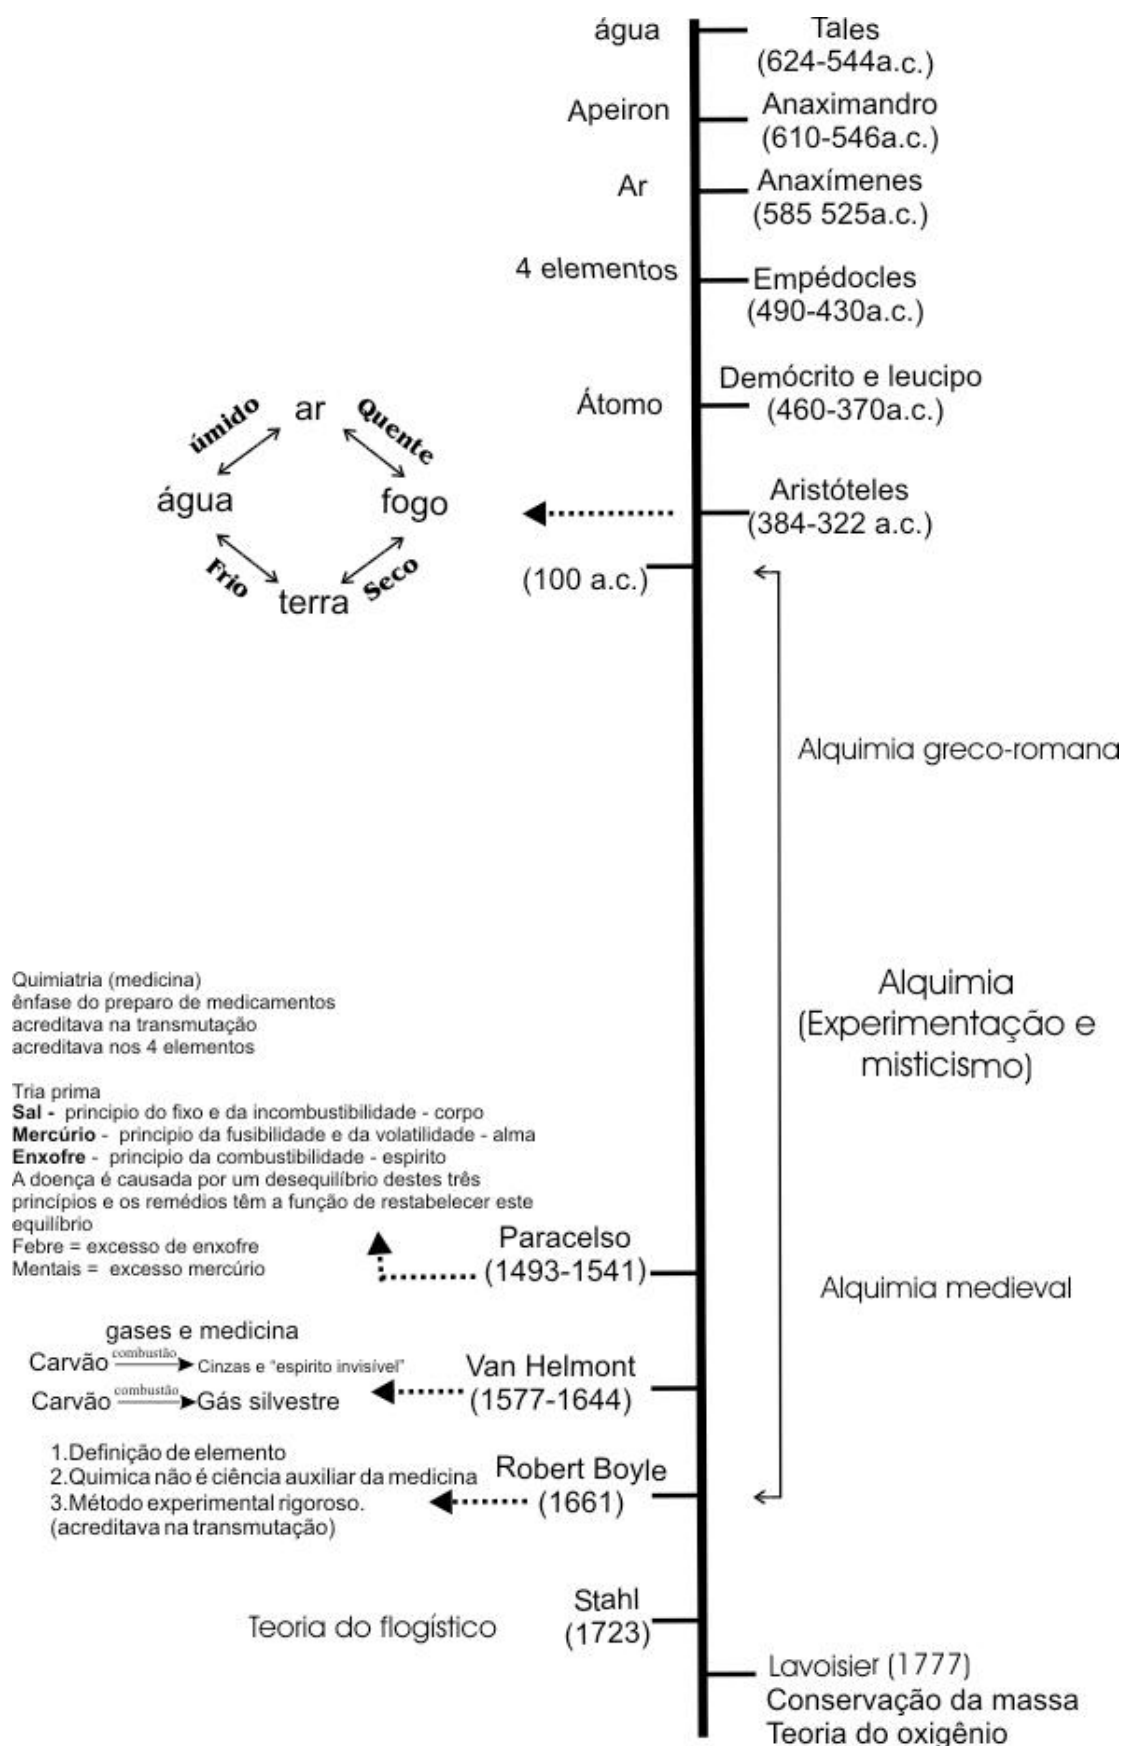 água
Tales
(624-544a.c.)
Apeiron
Anaximandro
(610-546a.c.)
Ar
Anaxímenes
(585 525a.c.)
4 elementos
Empédocles
(490-430a.c.)
Átomo
Demócrito e leucipo
(460-370a.c.)
úmido
ar
Quente
água
fogo
Frio
terra
Seco
Aristóteles
(384-322 a.c.)
(100 a.c.)
Alquimia greco-romana
Alquimia
(Experimentação e
misticismo)
Quimiatria (medicina)
ênfase do preparo de medicamentos
acreditava na transmutação
acreditava nos 4 elementos
Tria prima
Sal - principio do fixo e da incombustibilidade - corpo
Mercúrio - principio da fusibilidade e da volatilidade - alma
Enxofre - principio da combustibilidade - espirito
A doença é causada por um desequilíbrio destes três
princípios e os remédios têm a função de restabelecer este
equilíbrio
Febre = excesso de enxofre
Mentais = excesso mercúrio
Paracelso
(1493-1541)
Alquimia medieval
gases e medicina
Carvão combustão Cinzas e “espirito invisível”
Carvão combustão Gás silvestre
Van Helmont
(1577-1644)
1.Definição de elemento
2.Quimica não é ciência auxiliar da medicina
3.Método experimental rigoroso.
(acreditava na transmutação)
Robert Boyle
(1661)
Teoria do flogístico
Stahl
(1723)
Lavoisier (1777)
Conservação da massa
Teoria do oxigênio